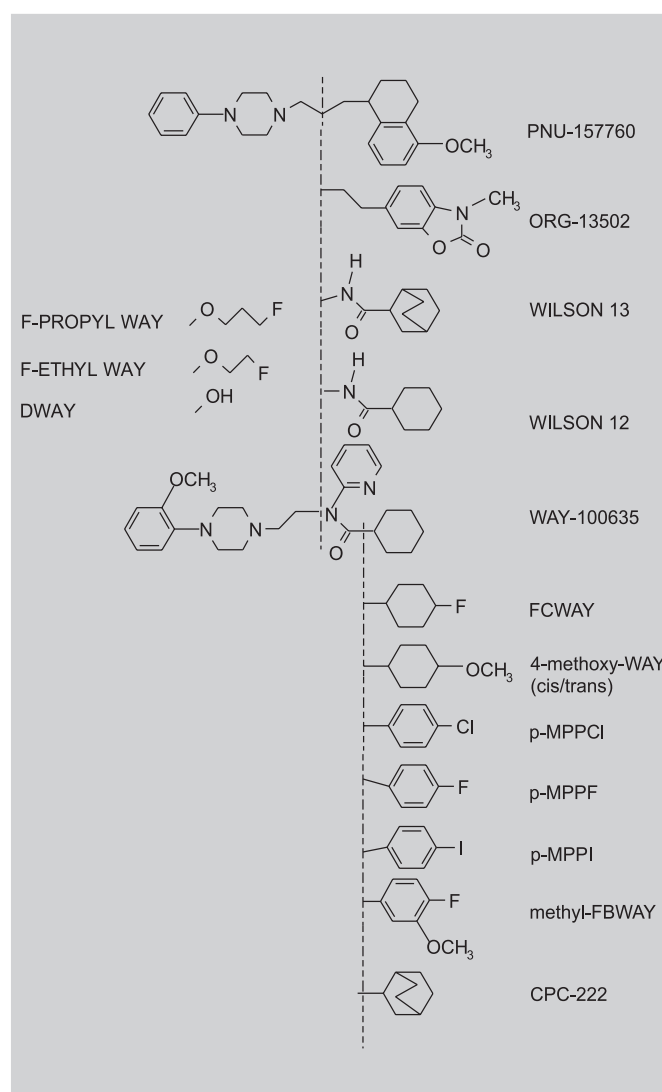 N
N
OCH₃
PNU-157760
N
CH₃
O
O
ORG-13502
H
N
O
WILSON 13
F-PROPYL WAY
O
F
F-ETHYL WAY
O
F
DWAY
OH
H
N
O
WILSON 12
OCH₃
N
N
N
N
O
WAY-100635
F
FCWAY
OCH₃
4-methoxy-WAY
(cis/trans)
Cl
p-MPPCl
F
p-MPPF
I
p-MPPI
F
OCH₃
methyl-FBWAY
CPC-222